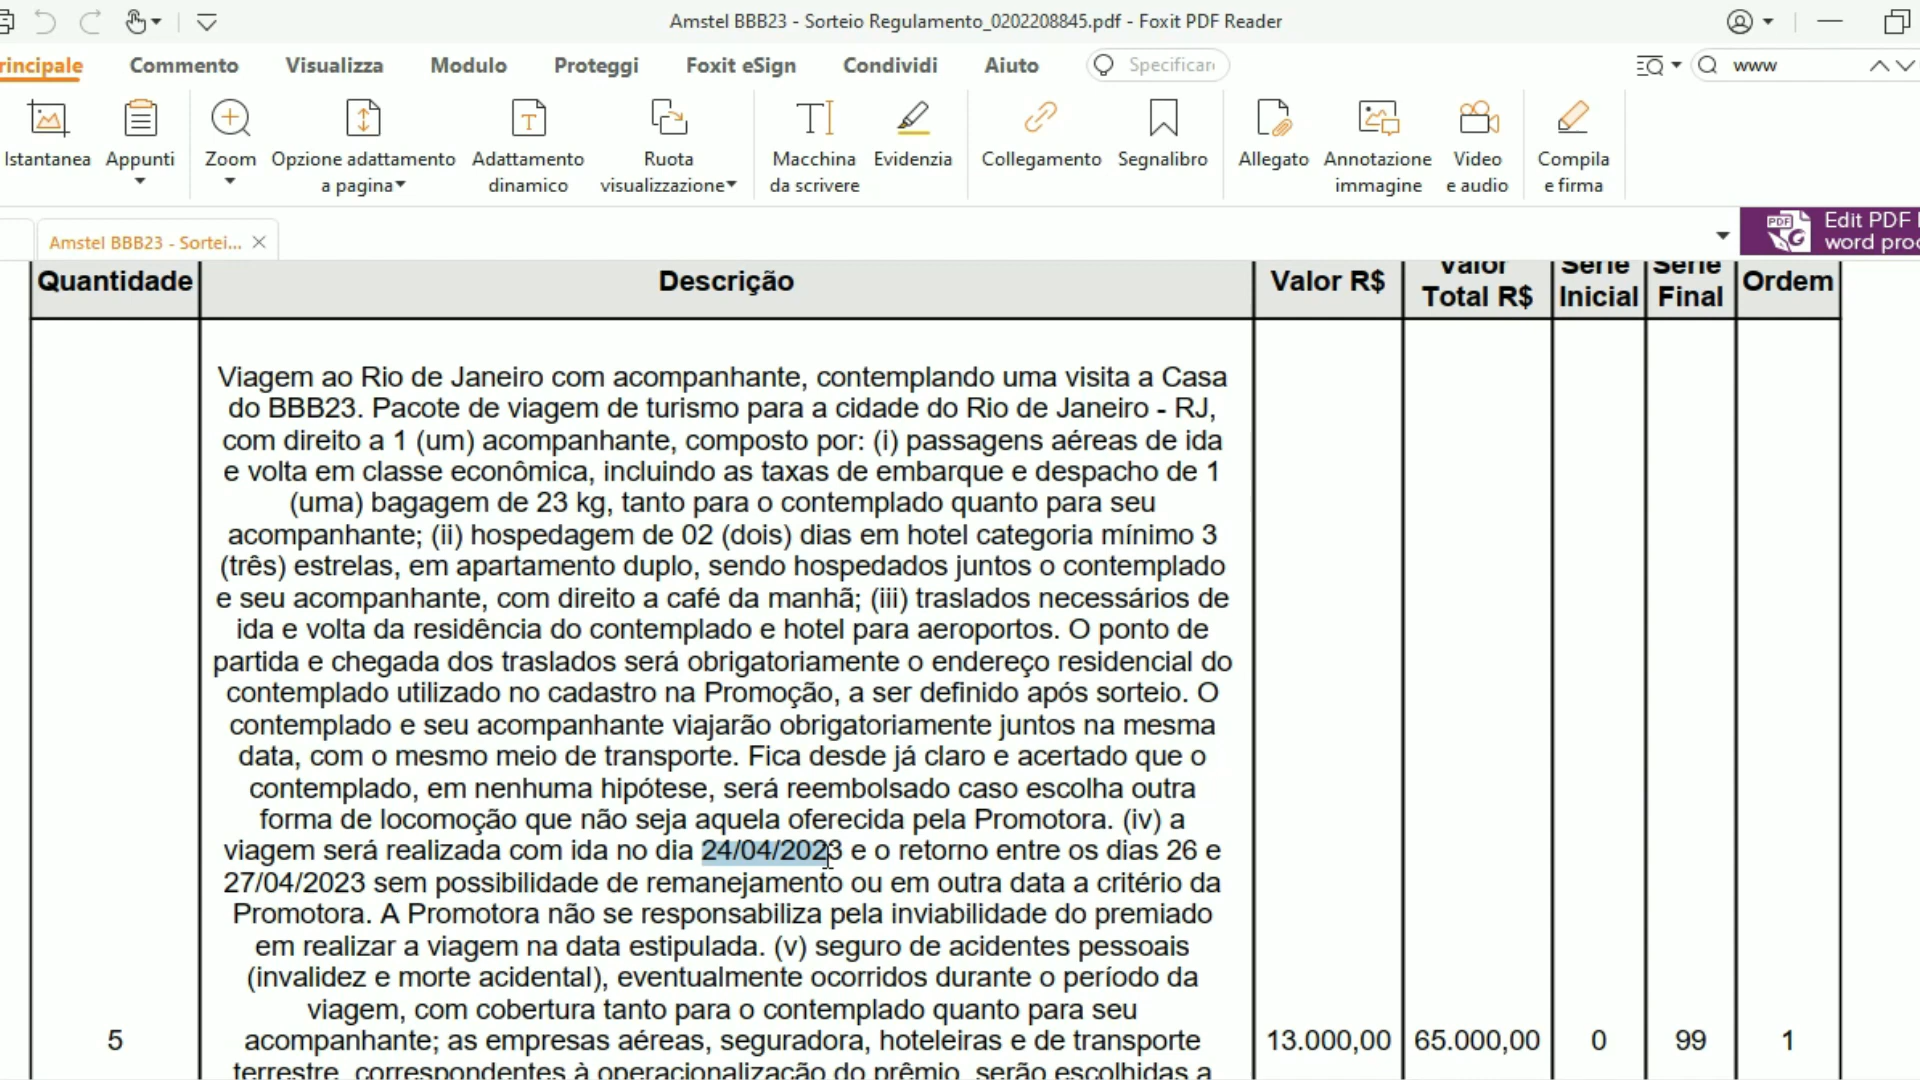 Amstel BBB23 - Sorteio Regulamento_0202208845.pdf - Foxit PDF Reader
rincipale Commento Visualizza Modulo Proteggi Foxit eSign Condividi Aiuto Specificar www
Istantanea Appunti Zoom Opzione adattamento a pagina Adattamento dinamico Ruota visualizzazione Macchina da scrivere Evidenzia Collegamento Segnalibro Allegato Annotazione immagine Video e audio Compila e firma
Amstel BBB23 - Sortei...
PDF
Edit PDF
word proc
Quantidade Descrição Valor R$ Valor Total R$ Série Inicial Série Final Ordem
Viagem ao Rio de Janeiro com acompanhante, contemplando uma visita a Casa
do BBB23. Pacote de viagem de turismo para a cidade do Rio de Janeiro - RJ,
com direito a 1 (um) acompanhante, composto por: (i) passagens aéreas de ida
e volta em classe econômica, incluindo as taxas de embarque e despacho de 1
(uma) bagagem de 23 kg, tanto para o contemplado quanto para seu
acompanhante; (ii) hospedagem de 02 (dois) dias em hotel categoria mínimo 3
(três) estrelas, em apartamento duplo, sendo hospedados juntos o contemplado
e seu acompanhante, com direito a café da manhã; (iii) traslados necessários de
ida e volta da residência do contemplado e hotel para aeroportos. O ponto de
partida e chegada dos traslados será obrigatoriamente o endereço residencial do
contemplado utilizado no cadastro na Promoção, a ser definido após sorteio. O
contemplado e seu acompanhante viajarão obrigatoriamente juntos na mesma
data, com o mesmo meio de transporte. Fica desde já claro e acertado que o
contemplado, em nenhuma hipótese, será reembolsado caso escolha outra
forma de locomoção que não seja aquela oferecida pela Promotora. (iv) a
viagem será realizada com ida no dia 24/04/2023 e o retorno entre os dias 26 e
27/04/2023 sem possibilidade de remanejamento ou em outra data a critério da
Promotora. A Promotora não se responsabiliza pela inviabilidade do premiado
em realizar a viagem na data estipulada. (v) seguro de acidentes pessoais
(invalidez e morte acidental), eventualmente ocorridos durante o período da
viagem, com cobertura tanto para o contemplado quanto para seu
5 acompanhante; as empresas aéreas, seguradora, hoteleiras e de transporte 13.000,00 65.000,00 0 99 1
terrestre, correspondentes à operacionalização do prêmio, serão escolhidas a